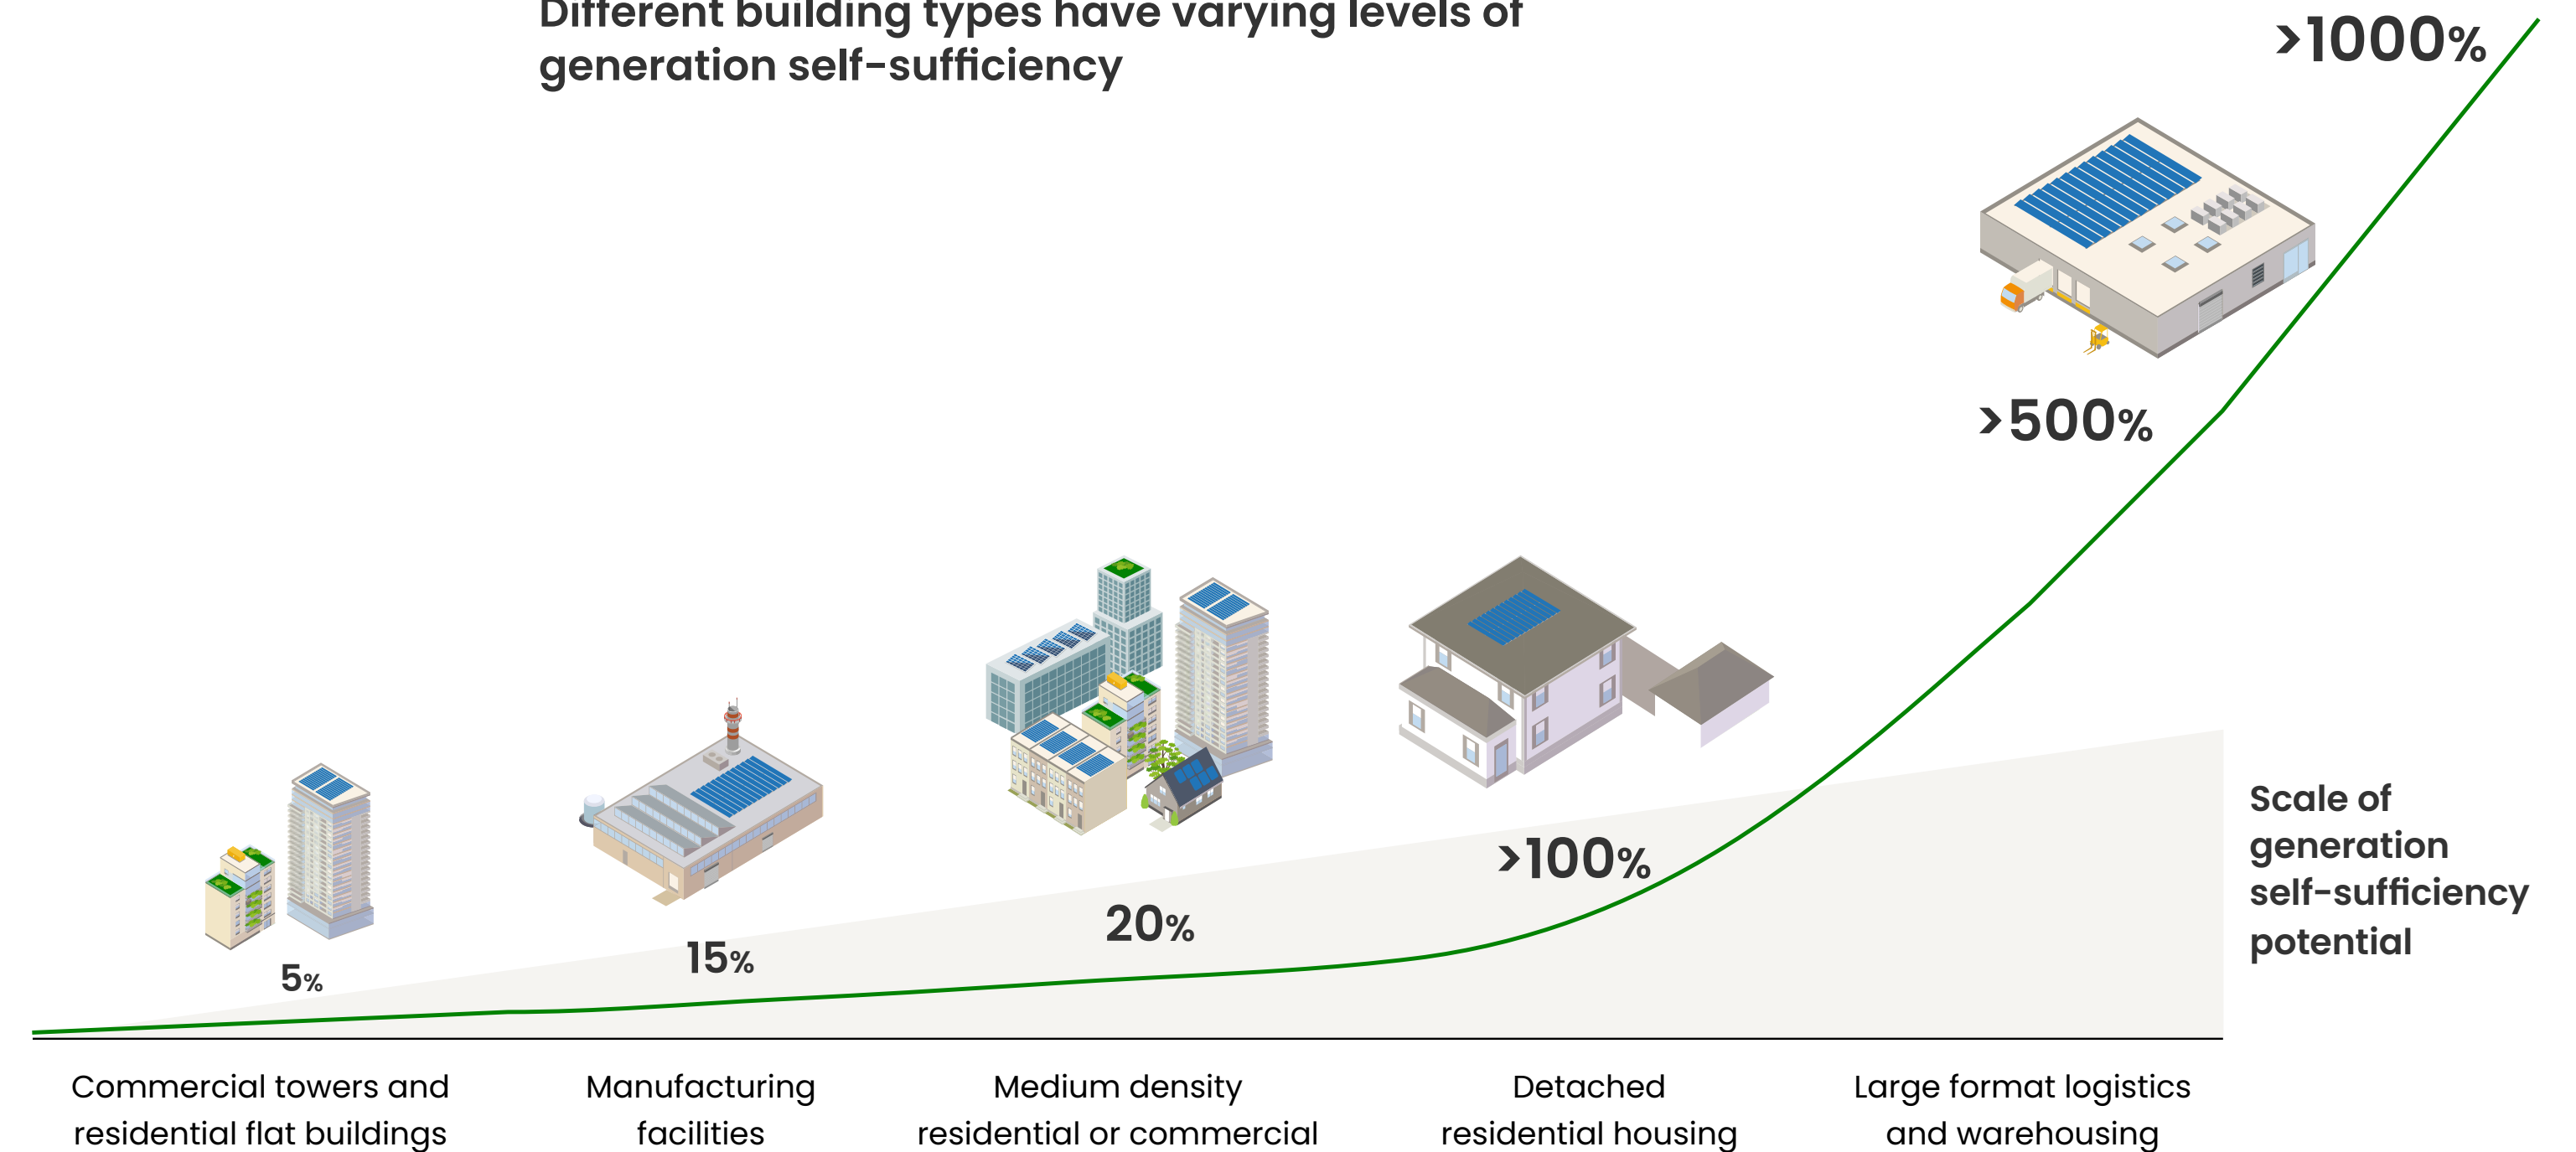 Different building types have varying levels of
generation self-sufficiency
>1000%
>500%
>100%
20%
15%
5%
Scale of
generation
self-sufficiency
potential
Commercial towers and
residential flat buildings
Manufacturing
facilities
Medium density
residential or commercial
Detached
residential housing
Large format logistics
and warehousing